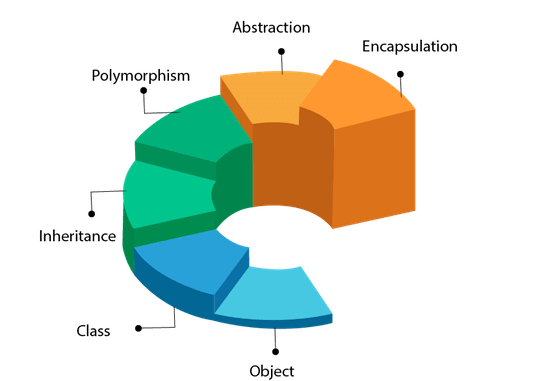 Abstraction
Encapsulation
Polymorphism
Inheritance
Class
Object